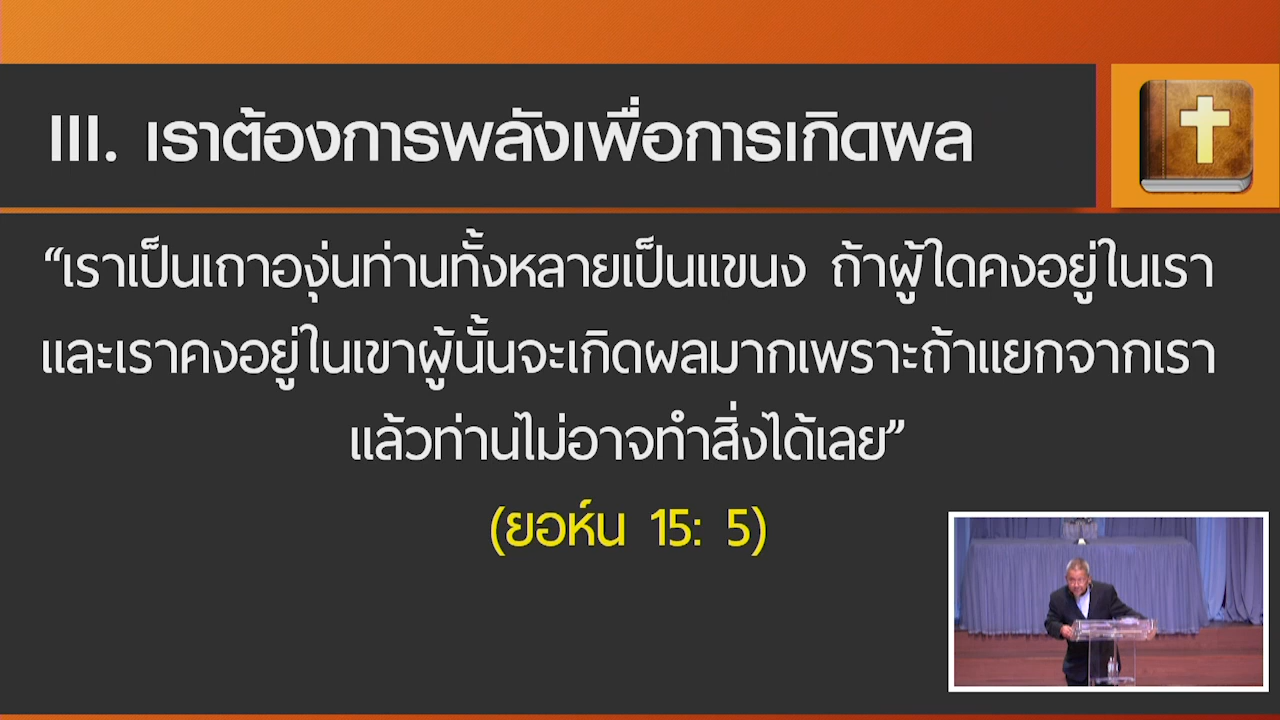 III. เราต้องการพลังเพื่อการเกิดผล
“เราเป็นเถาองุ่นท่านทั้งหลายเป็นแขนง ถ้าผู้ใดคงอยู่ในเรา
และเราคงอยู่ในเขาผู้นั้นจะเกิดผลมากเพราะถ้าแยกจากเรา
แล้วท่านไม่อาจทำสิ่งได้เลย”
(ยอห์น 15: 5)